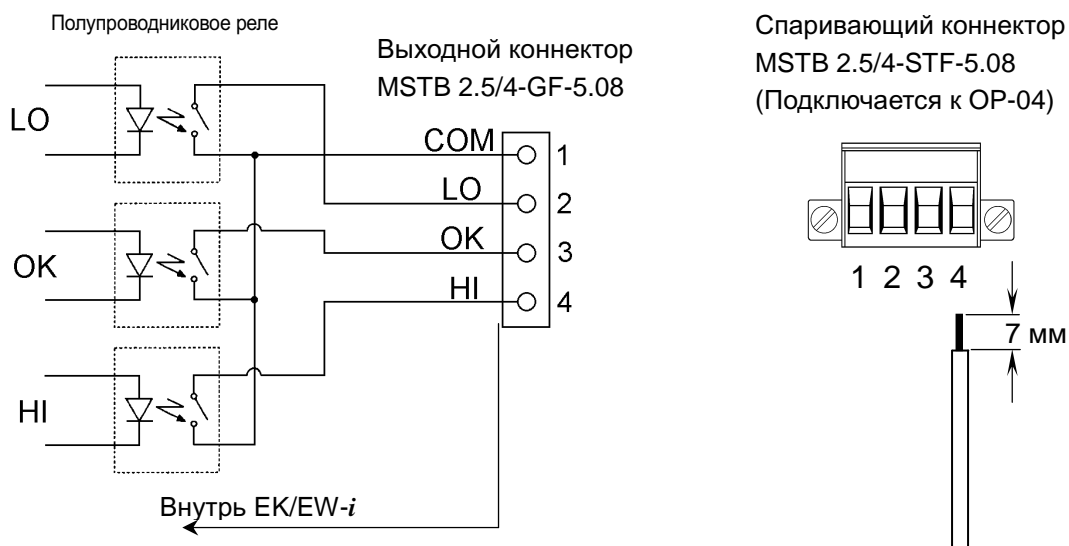 Полупроводниковое реле
Выходной коннектор
MSTB 2.5/4-GF-5.08
Спаривающий коннектор
MSTB 2.5/4-STF-5.08
(Подключается к OP-04)
LO
OK
HI
COM 1
LO 2
OK 3
HI 4
Внутрь EK/EW-i
1 2 3 4
7 мм